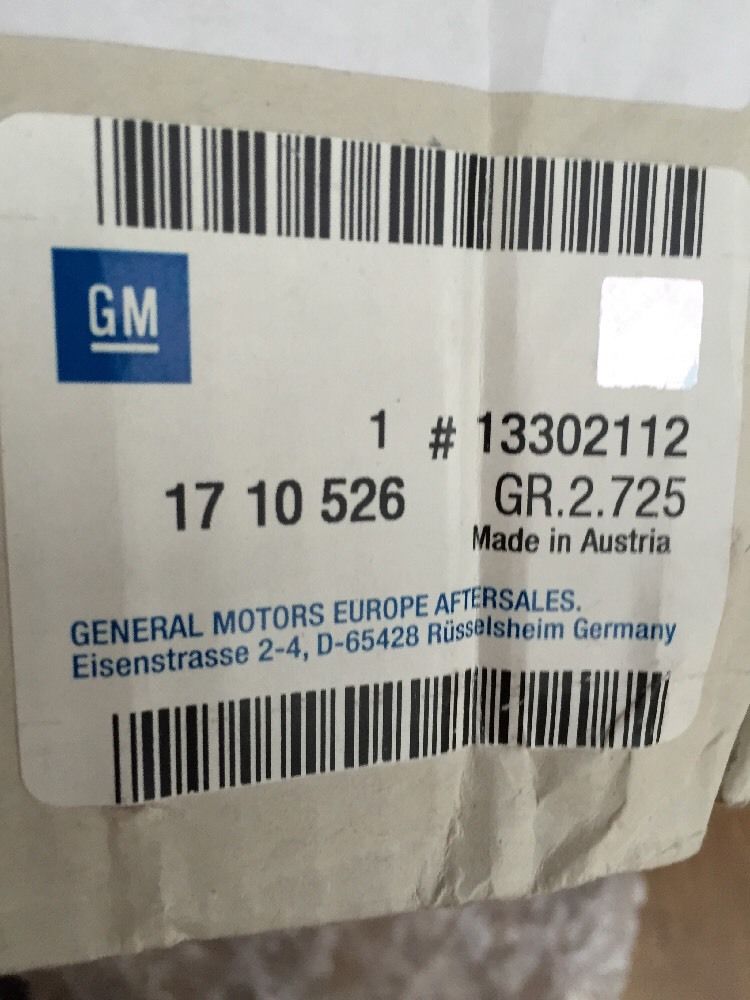 GM
1 # 13302112
17 10 526 GR.2.725
Made in Austria
GENERAL MOTORS EUROPE AFTERSALES.
Eisenstrasse 2-4, D-65428 Rüsselsheim Germany